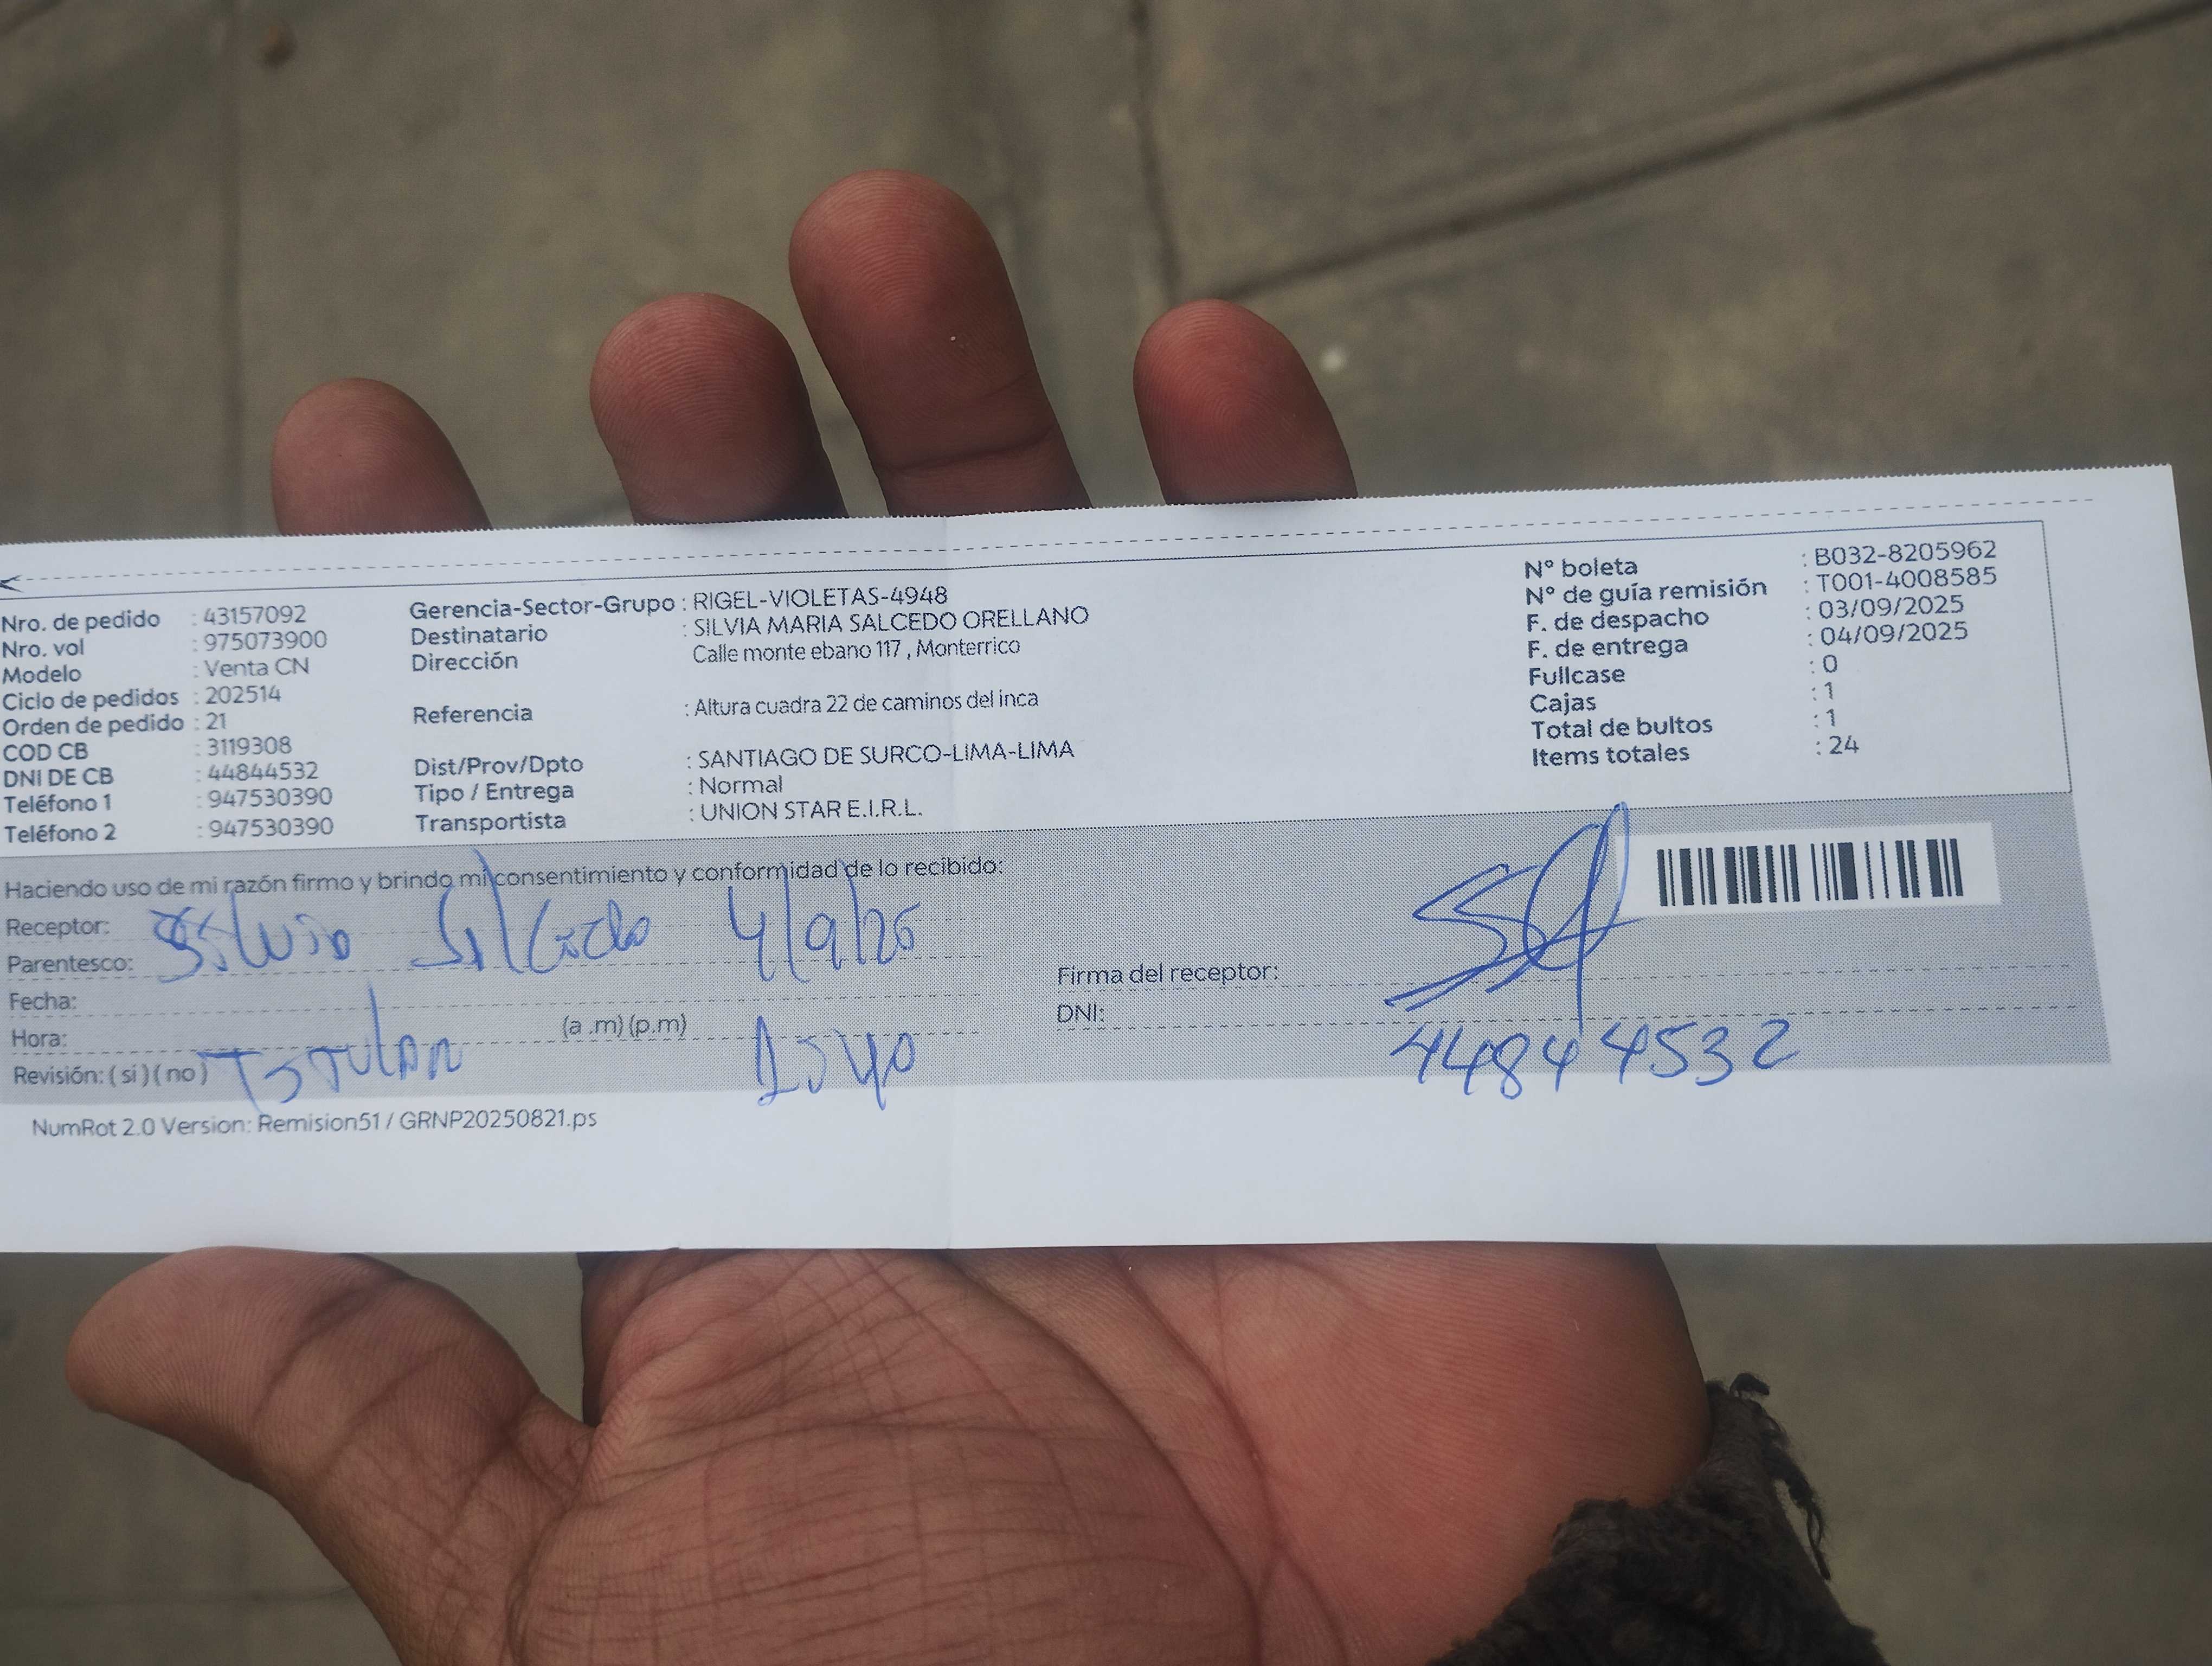 Nro. de pedido : 43157092
Nro. vol : 975073900
Modelo : Venta CN
Ciclo de pedidos : 202514
Orden de pedido : 21
COD CB : 3119308
DNI DE CB : 44844532
Teléfono 1 : 947530390
Teléfono 2 : 947530390
Gerencia-Sector-Grupo : RIGEL-VIOLETAS-4948
Destinatario : SILVIA MARIA SALCEDO ORELLANO
Dirección Calle monte ebano 117 , Monterrico
Referencia : Altura cuadra 22 de caminos del inca
Dist/Prov/Dpto : SANTIAGO DE SURCO-LIMA-LIMA
Tipo / Entrega : Normal
Transportista : UNION STAR E.I.R.L.
N° boleta : B032-8205962
N° de guía remisión : T001-4008585
F. de despacho : 03/09/2025
F. de entrega : 04/09/2025
Fullcase : 0
Cajas : 1
Total de bultos : 1
Items totales : 24
Haciendo uso de mi razón firmo y brindo mi consentimiento y conformidad de lo recibido:
Receptor:
Parentesco:
Fecha:
Hora: (a .m) (p.m)
Revisión: ( si ) ( no )
Firma del receptor:
DNI:
44844532
NumRot 2.0 Version: Remision51 / GRNP20250821.ps